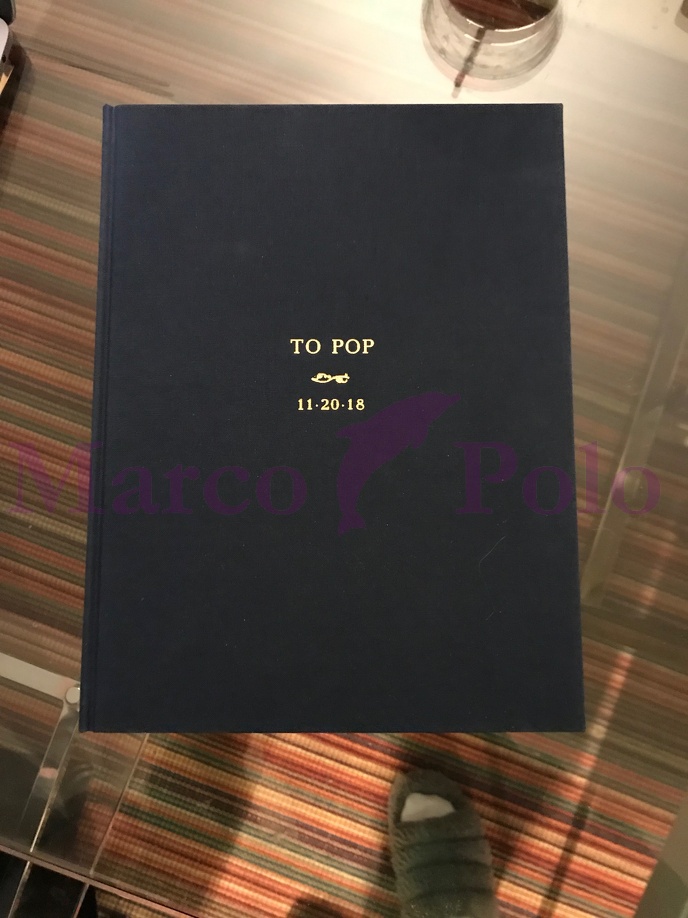 TO POP
11·20·18
Marco Polo